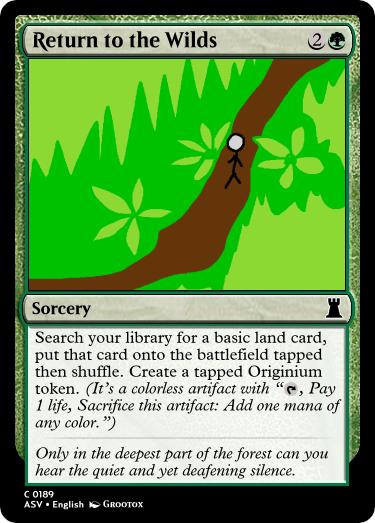 Return to the Wilds 2
Sorcery
Search your library for a basic land card,
put that card onto the battlefield tapped
then shuffle. Create a tapped Originium
token. (It's a colorless artifact with “, Pay
1 life, Sacrifice this artifact: Add one mana of
any color.”)
Only in the deepest part of the forest can you
hear the quiet and yet deafening silence.
C 0189
ASV • English Grootox